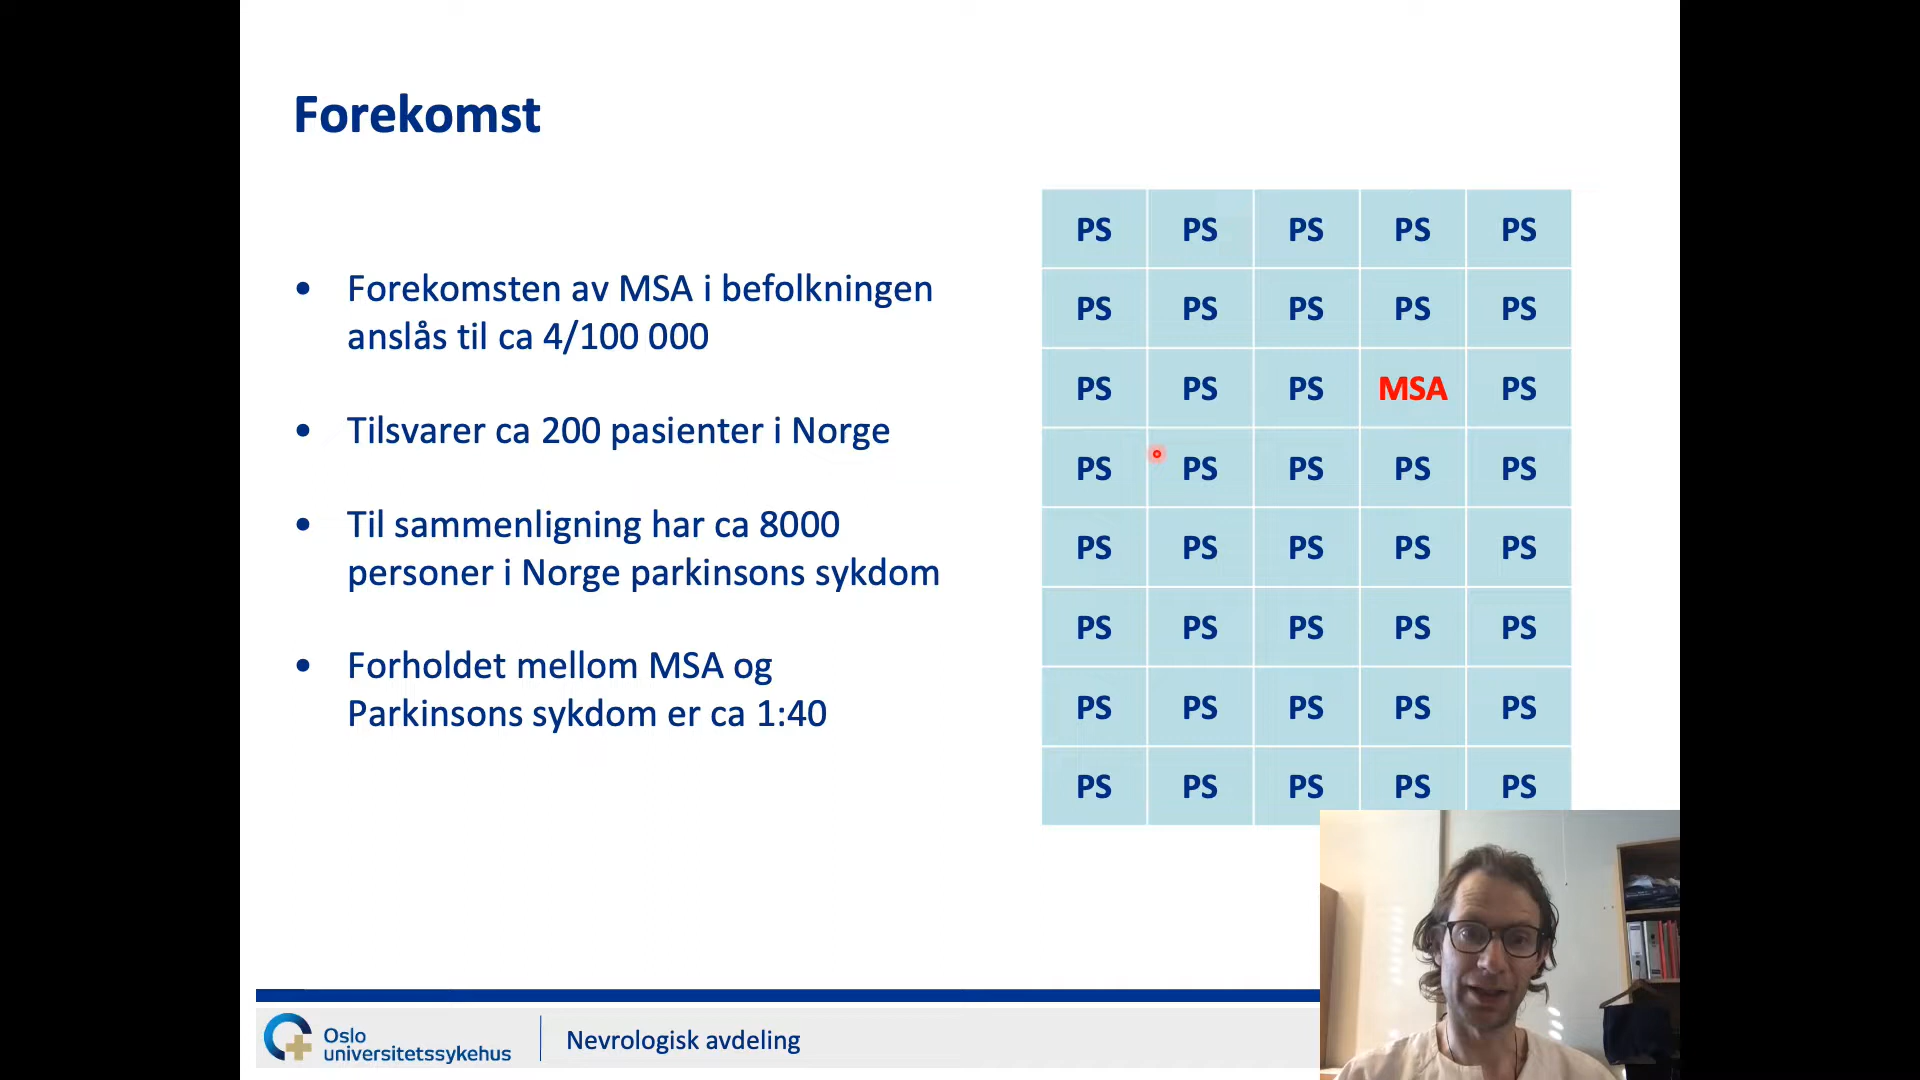 Forekomst
• Forekomsten av MSA i befolkningen
anslås til ca 4/100 000
• Tilsvarer ca 200 pasienter i Norge
• Til sammenligning har ca 8000
personer i Norge parkinsons sykdom
• Forholdet mellom MSA og
Parkinsons sykdom er ca 1:40
PS PS PS PS PS
PS PS PS PS PS
PS PS PS MSA PS
PS PS PS PS PS
PS PS PS PS PS
PS PS PS PS PS
PS PS PS PS PS
PS PS PS PS PS
Oslo
universitetssykehus
Nevrologisk avdeling